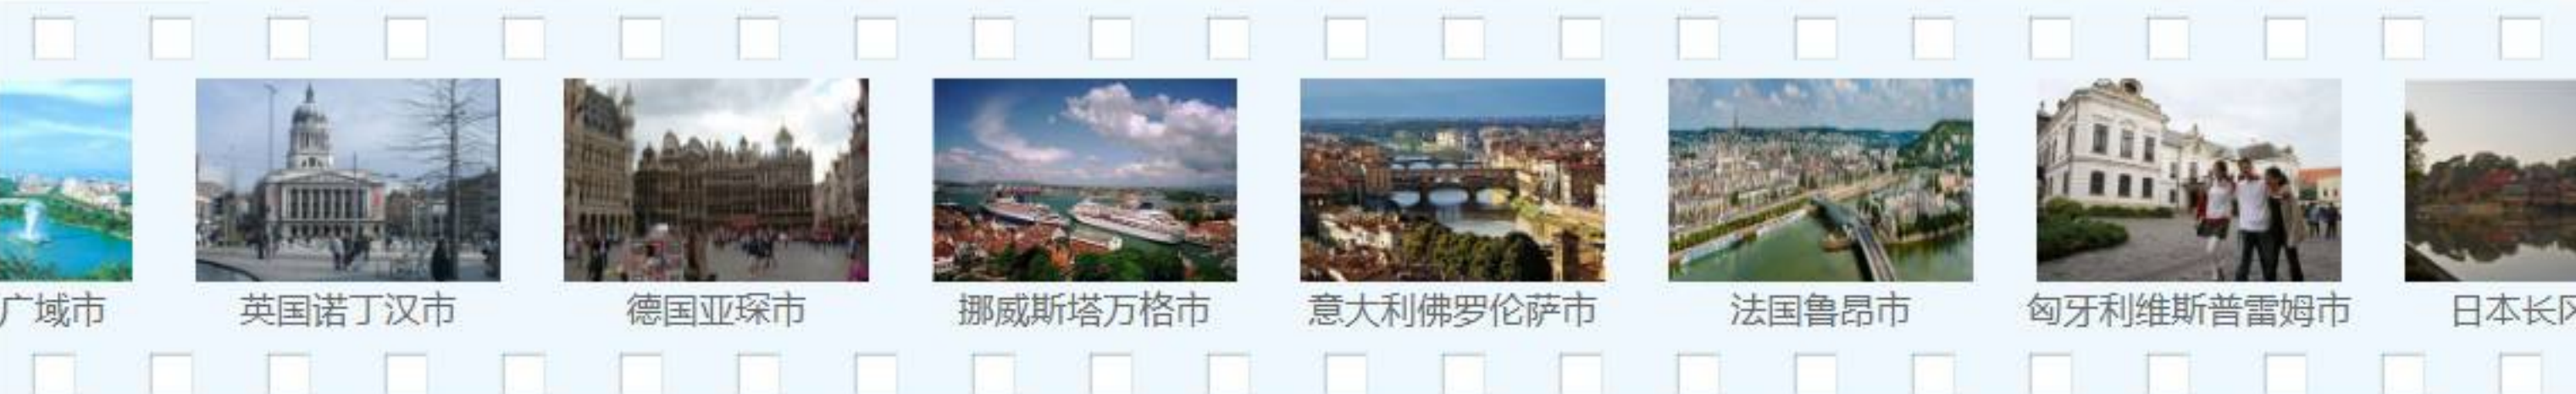 广域市
英国诺丁汉市
德国亚琛市
挪威斯塔万格市
意大利佛罗伦萨市
法国鲁昂市
匈牙利维斯普雷姆市
日本长冈